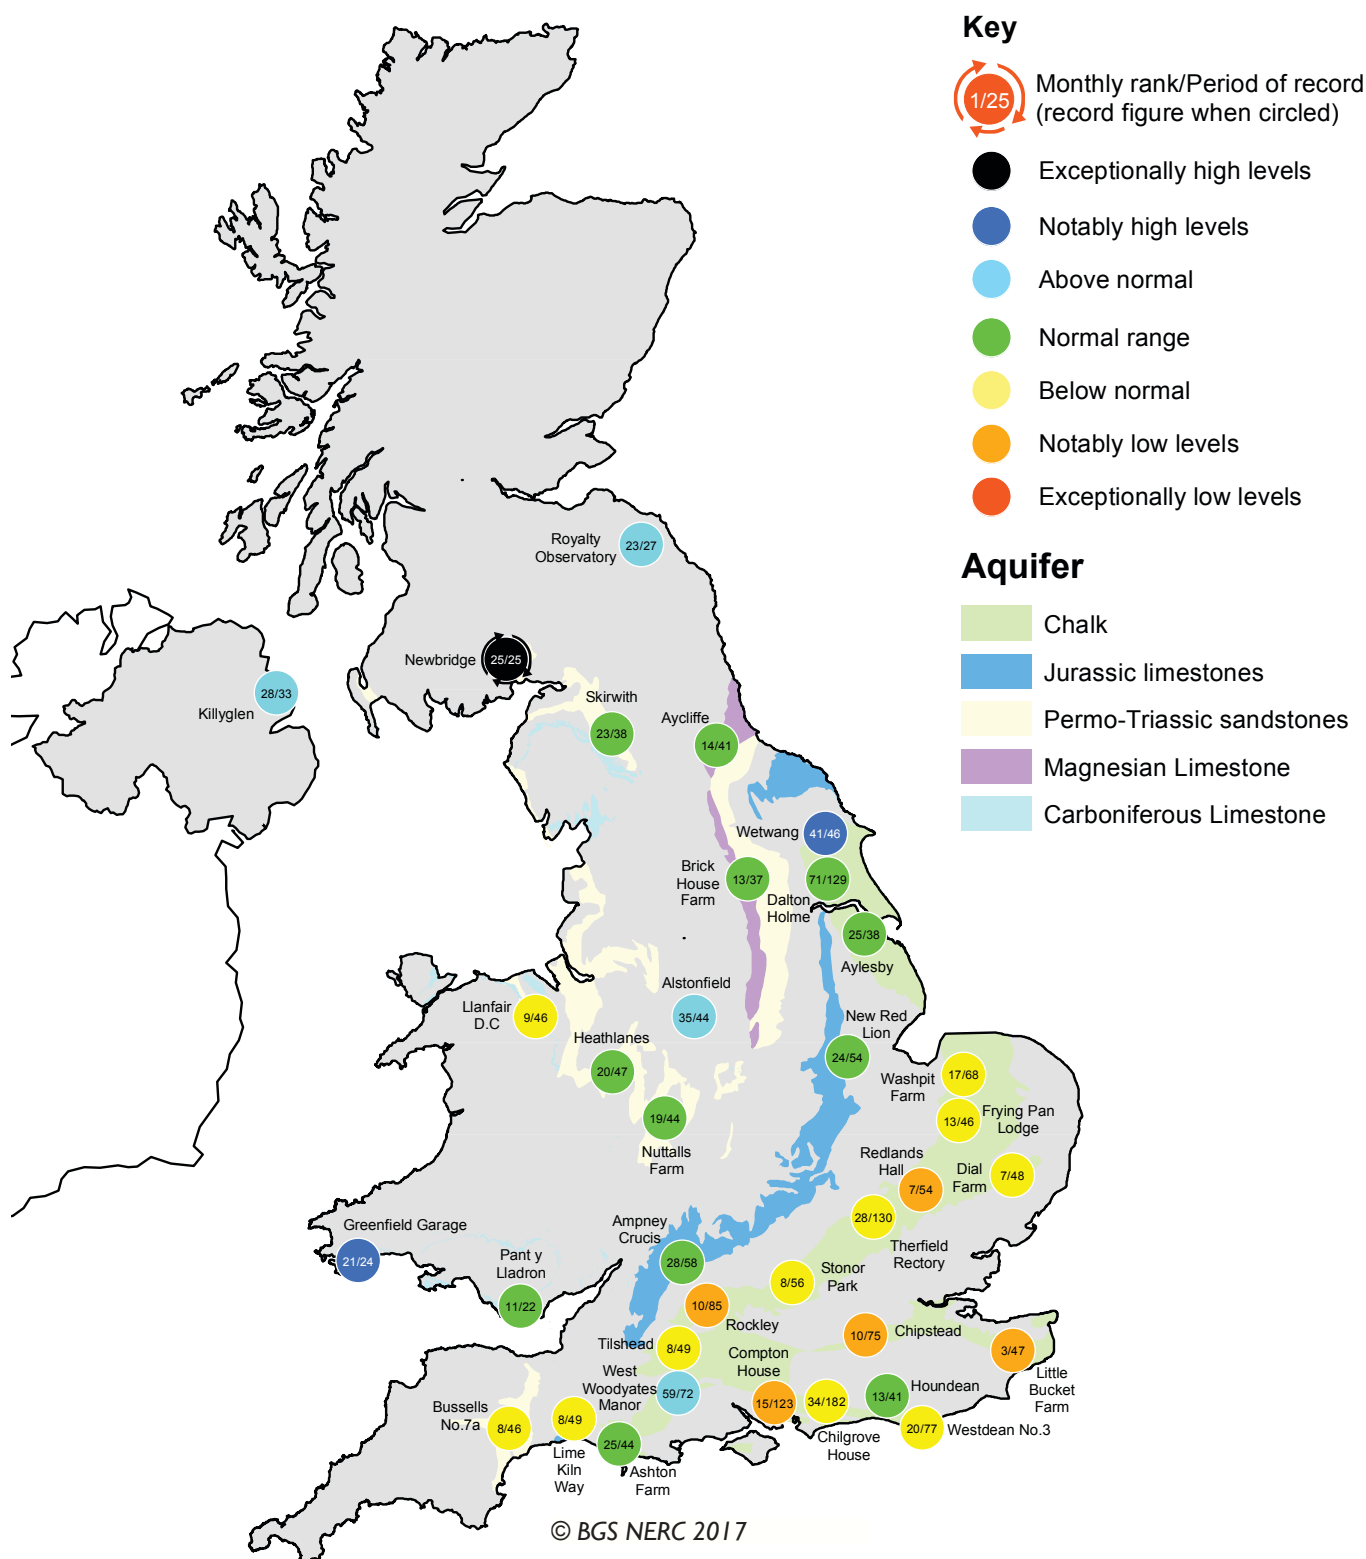 Key
1/25
Monthly rank/Period of record
(record figure when circled)
Exceptionally high levels
Notably high levels
Above normal
Normal range
Below normal
Notably low levels
Exceptionally low levels
Aquifer
Chalk
Jurassic limestones
Permo-Triassic sandstones
Magnesian Limestone
Carboniferous Limestone
Royalty
Observatory
23/27
Newbridge
25/25
28/33
Killyglen
Skirwith
23/38
Aycliffe
14/41
Wetwang
41/46
Brick
House
Farm
13/37
71/129
Dalton
Holme
25/38
Aylesby
Alstonfield
35/44
Llanfair
D.C
9/46
New Red
Lion
24/54
Heathlanes
20/47
Washpit
Farm
17/68
19/44
Nuttalls
Farm
13/46
Frying Pan
Lodge
Redlands
Hall
7/54
Dial
Farm
7/48
28/130
Therfield
Rectory
Greenfield Garage
21/24
Pant y
Lladron
11/22
Ampney
Crucis
28/58
8/56
Stonor
Park
10/85
Rockley
10/75
Chipstead
3/47
Little
Bucket
Farm
Tilshead
8/49
Compton
House
15/123
West
Woodyates
Manor
59/72
34/182
Chilgrove
House
13/41
Houndean
20/77
Westdean No.3
Bussells
No.7a
8/46
8/49
Lime
Kiln
Way
25/44
Ashton
Farm
© BGS NERC 2017